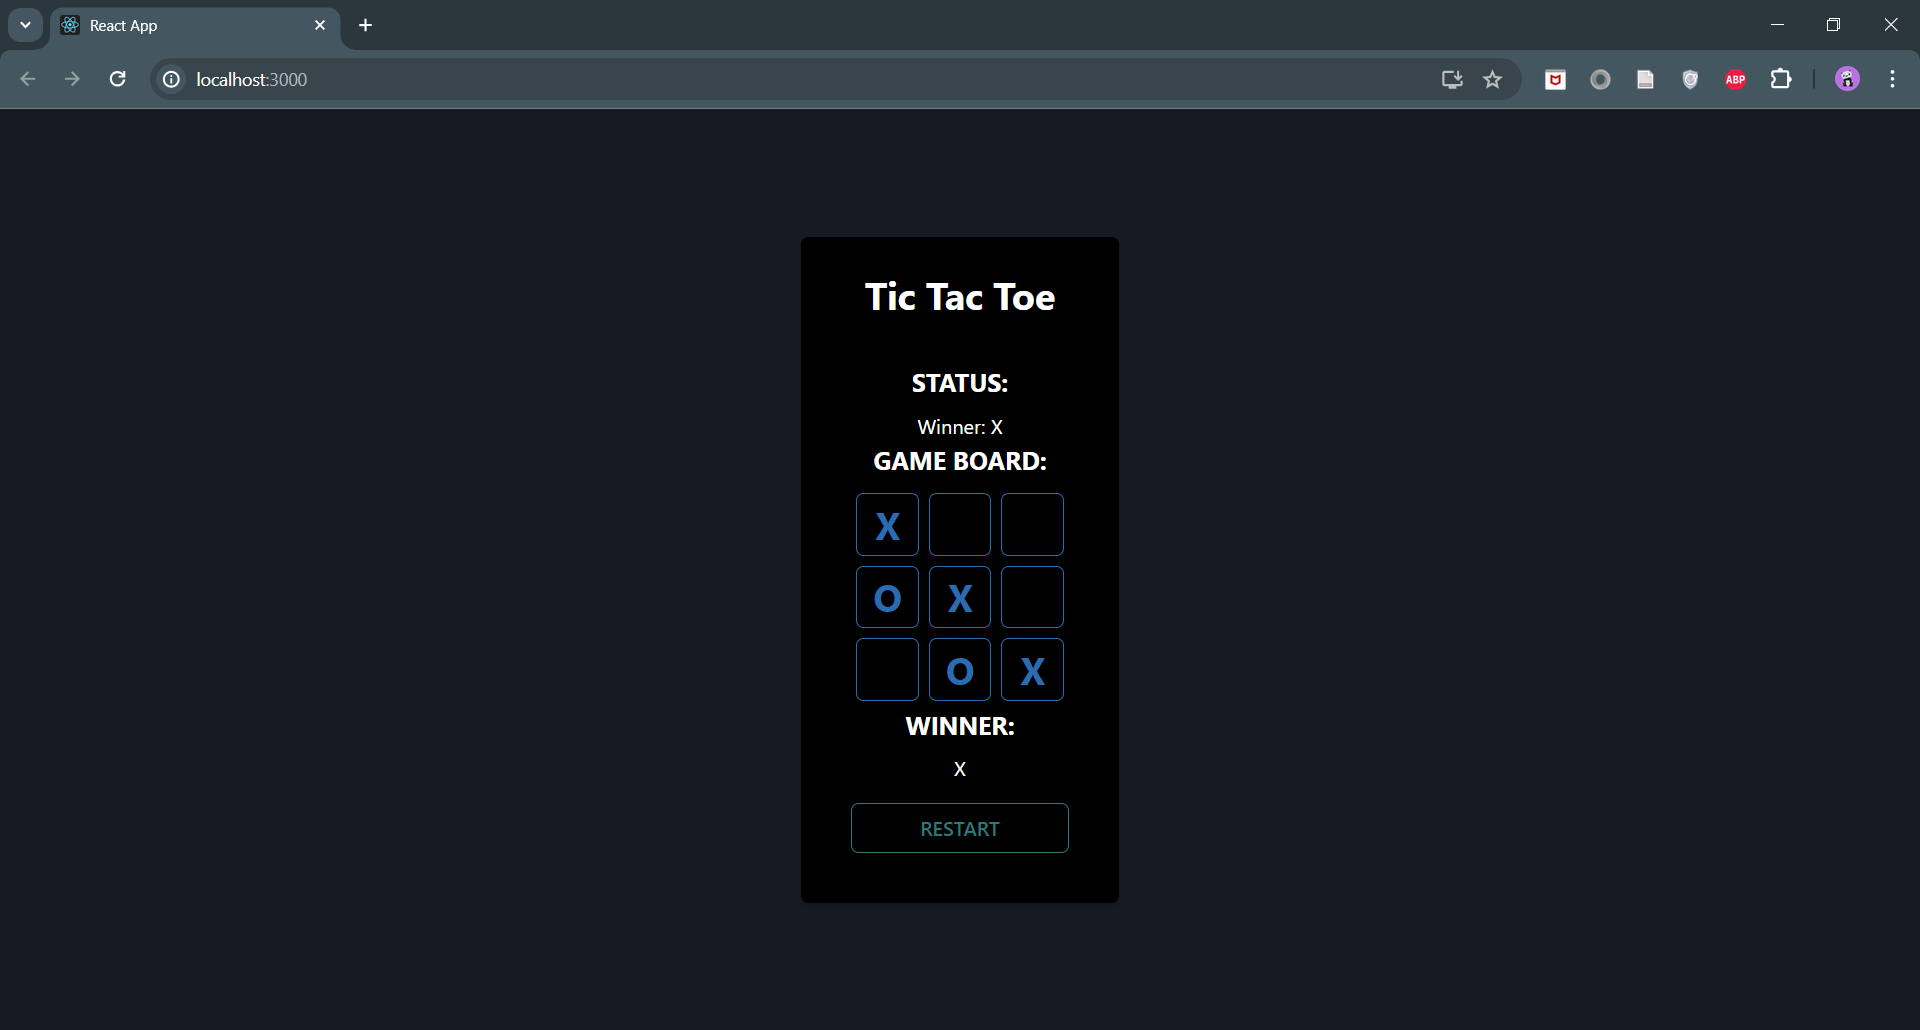 React App
localhost:3000
ABP
Tic Tac Toe
STATUS:
Winner: X
GAME BOARD:
X
O X
O X
WINNER:
X
RESTART